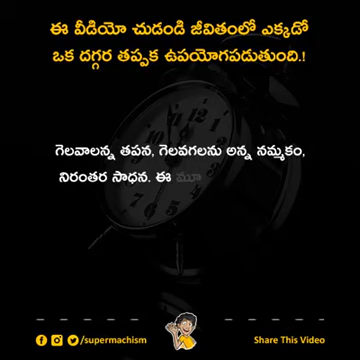 ఈ వీడియో చుడండి జీవితంలో ఎక్కడో
ఒక దగ్గర తప్పక ఉపయోగపడుతుంది.!
గెలవాలన్న తపన, గెలవగలను అన్న నమ్మకం,
నిరంతర సాధన. ఈ మూ
/supermachism
Share This Video